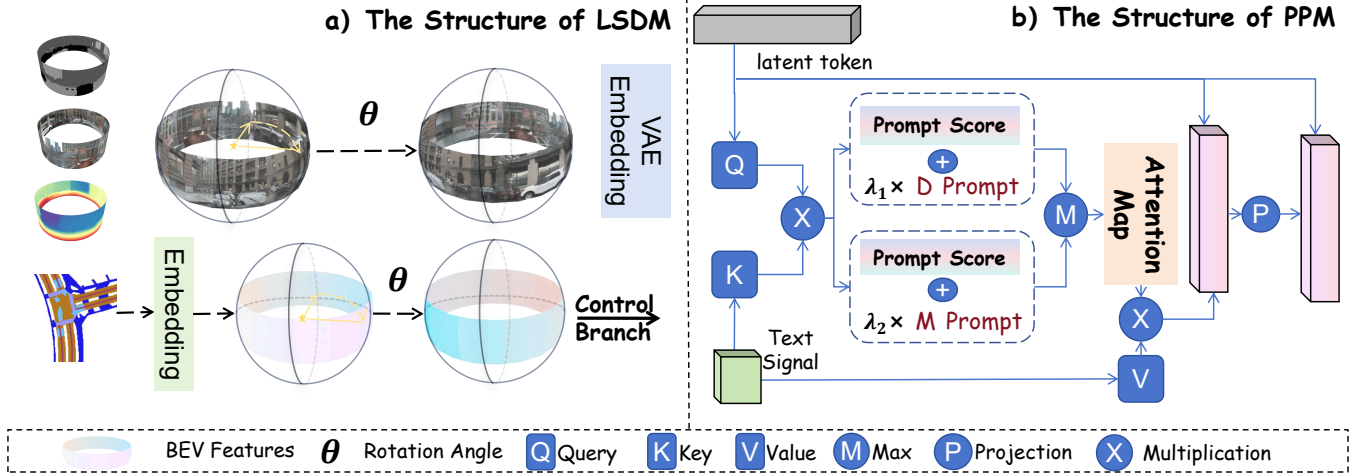 a) The Structure of LSDM
θ
VAE
Embedding
Embedding
θ
Control
Branch
b) The Structure of PPM
latent token
Q
K
X
Prompt Score
+
λ₁× D Prompt
Prompt Score
+
λ₂× M Prompt
M
Attention
Map
P
X
V
Text
Signal
BEV Features θ Rotation Angle Q Query K Key V Value M Max P Projection X Multiplication